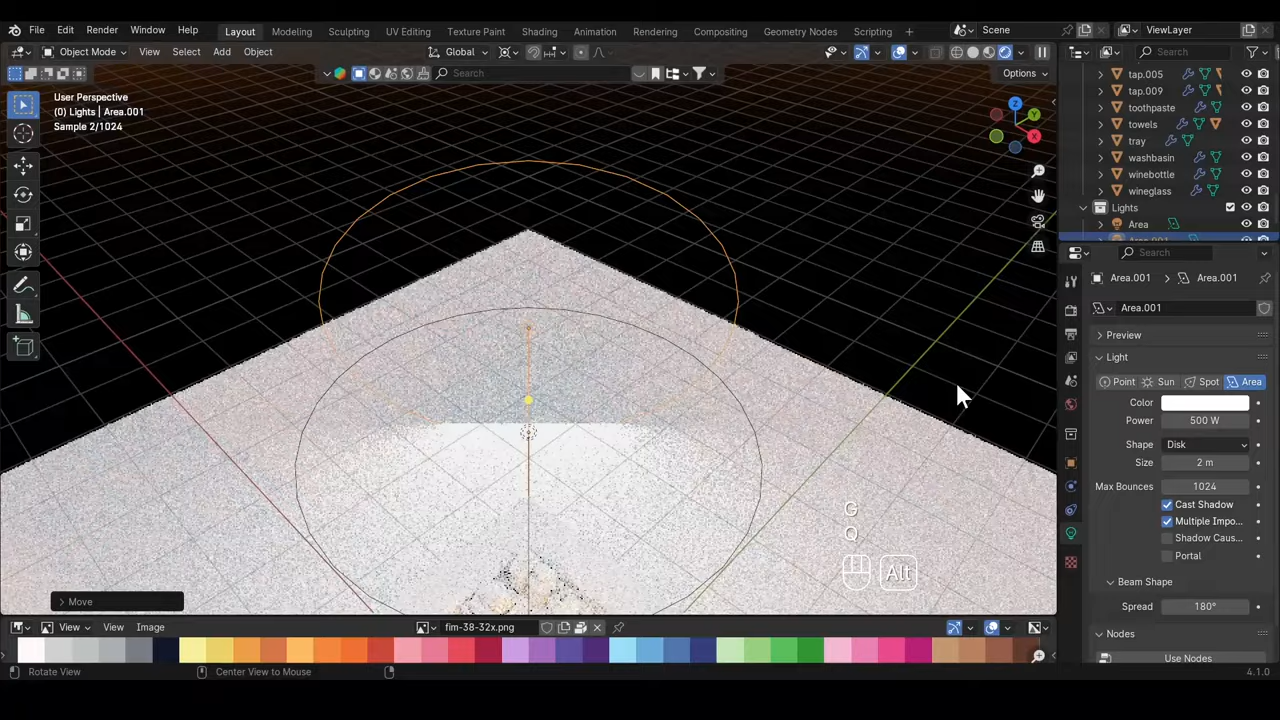 File Edit Render Window Help
Layout Modeling Sculpting UV Editing Texture Paint Shading Animation Rendering Compositing Geometry Nodes Scripting
Scene
ViewLayer
Object Mode View Select Add Object
Global
Search
Search
Options
User Perspective
(0) Lights | Area.001
Sample 2/1024
Z
Y
X
tap.005
tap.009
toothpaste
towels
tray
washbasin
winebottle
wineglass
Lights
Area
Search
Area.001
Area.001
Area.001
Preview
Light
Point Sun Spot Area
Color
Power 500 W
Shape Disk
Size 2 m
Max Bounces 1024
Cast Shadow
Multiple Impo...
Shadow Caus...
Portal
Beam Shape
Spread 180°
Nodes
Use Nodes
G
Q
Alt
Move
View View Image
fim-38-32x.png
Rotate View
Center View to Mouse
4.1.0